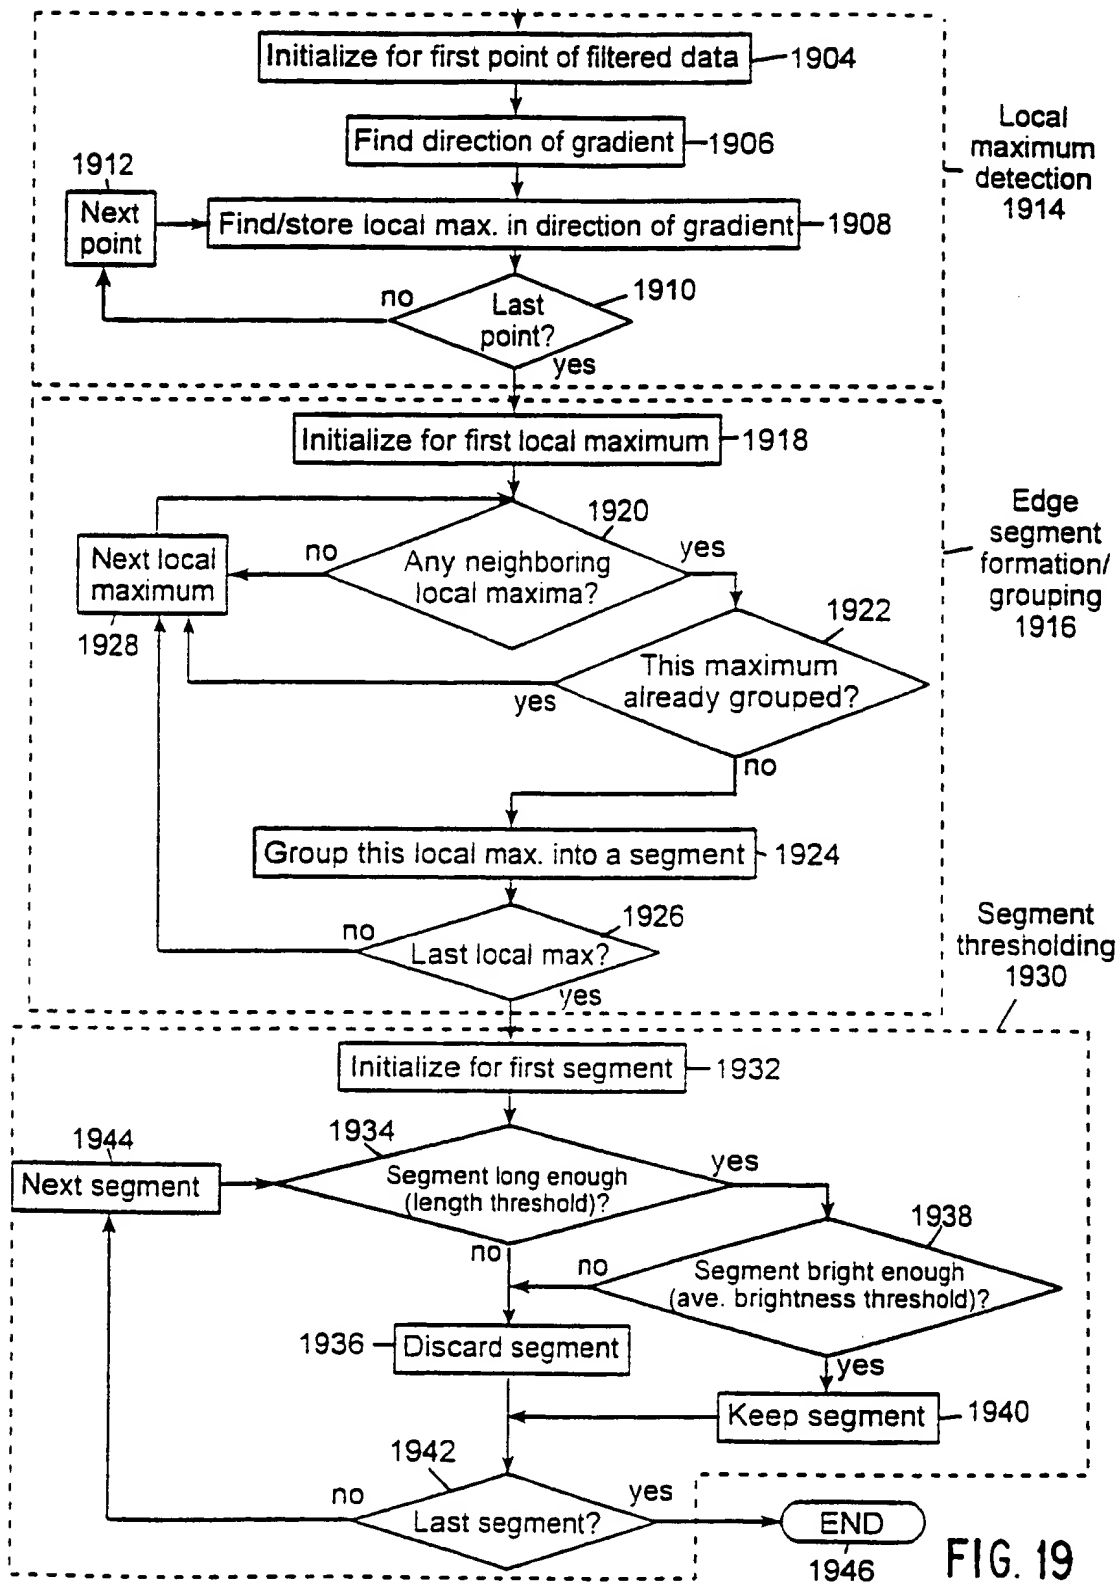 Initialize for first point of filtered data
1904
Find direction of gradient
1906
Local
maximum
detection
1914
1912
Next
point
Find/store local max. in direction of gradient
1908
1910
no
Last
point?
yes
Initialize for first local maximum
1918
1920
Edge
segment
formation/
grouping
1916
no
yes
Next local
maximum
1928
Any neighboring
local maxima?
1922
This maximum
already grouped?
yes
no
Group this local max. into a segment
1924
1926
no
Last local max?
yes
Segment
thresholding
1930
Initialize for first segment
1932
1944
1934
Next segment
Segment long enough
(length threshold)?
yes
no
1938
no
Segment bright enough
(ave. brightness threshold)?
yes
1936
Discard segment
Keep segment
1940
1942
no
Last segment?
yes
END
1946
FIG. 19